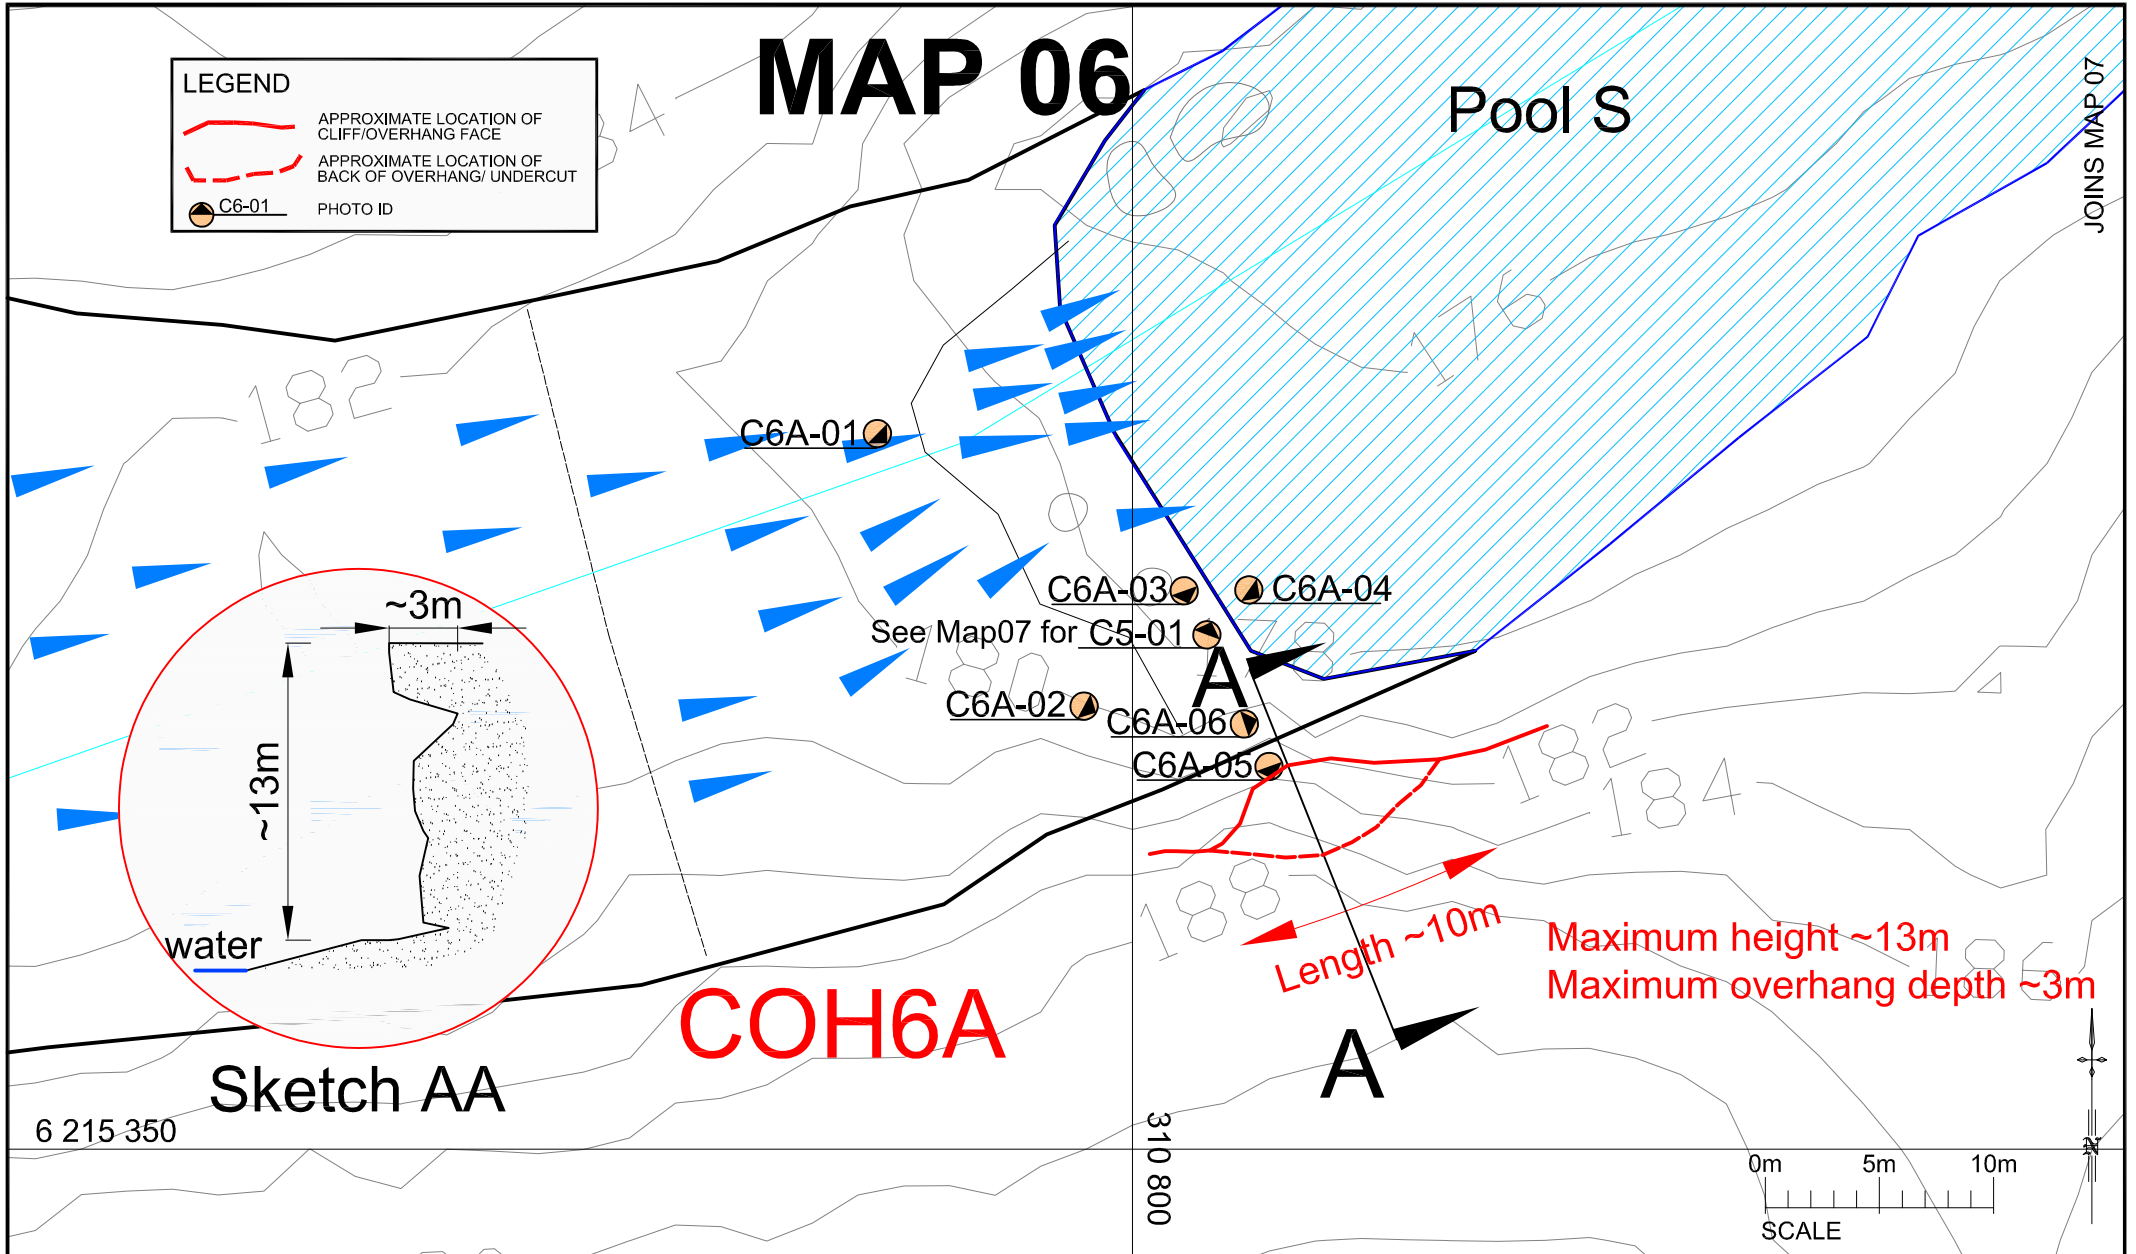 MAP 06
Pool S
JOINS MAP 07
LEGEND
APPROXIMATE LOCATION OF
CLIFF/OVERHANG FACE
APPROXIMATE LOCATION OF
BACK OF OVERHANG/ UNDERCUT
C6-01
PHOTO ID
176
182
C6A-01
C6A-03
C6A-04
See Map07 for C5-01
178
180
A
C6A-02
C6A-06
C6A-05
182
184
188
186
~3m
~13m
water
Sketch AA
COH6A
Length ~10m
Maximum height ~13m
Maximum overhang depth ~3m
A
6 215 350
310 800
0m 5m 10m
SCALE
N